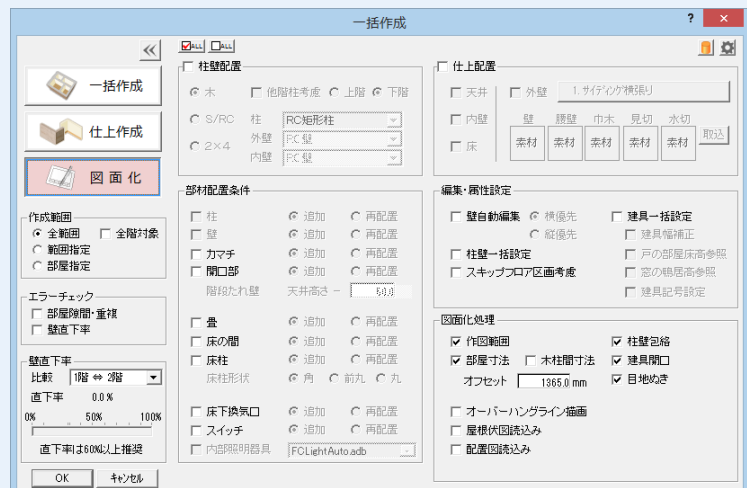 一括作成
?
ALL ALL
一括作成
仕上作成
図面化
作成範囲
全範囲 全階対象
範囲指定
部屋指定
エラーチェック
部屋隙間・重複
壁直下率
壁直下率
比較 1階 ⇔ 2階
直下率 0.0 %
0% 50% 100%
直下率は60%以上推奨
OK キャンセル
柱壁配置
木 他階柱考慮 上階 下階
S/RC 柱 RC矩形柱
外壁 RC壁
2×4
内壁 RC壁
部材配置条件
柱 追加 再配置
壁 追加 再配置
カマチ 追加 再配置
開口部 追加 再配置
階段たれ壁 天井高さ － 50.0
畳 追加 再配置
床の間 追加 再配置
床柱 追加 再配置
床柱形状 角 前丸 丸
床下換気口 追加 再配置
スイッチ 追加 再配置
内部照明器具 FCLightAuto.adb
仕上配置
天井 外壁 1. サイディング横張り
内壁 壁 腰壁 巾木 見切 水切
床 素材 素材 素材 素材 素材 取込
編集・属性設定
壁自動編集 横優先 建具一括設定
縦優先 建具幅補正
柱壁一括設定 戸の部屋床高参照
スキップフロア区画考慮 窓の鴨居高参照
建具記号設定
図面化処理
作図範囲 柱壁包絡
部屋寸法 木柱間寸法 建具開口
オフセット 1365.0 mm 目地ぬき
オーバーハングライン描画
屋根伏図読込み
配置図読込み